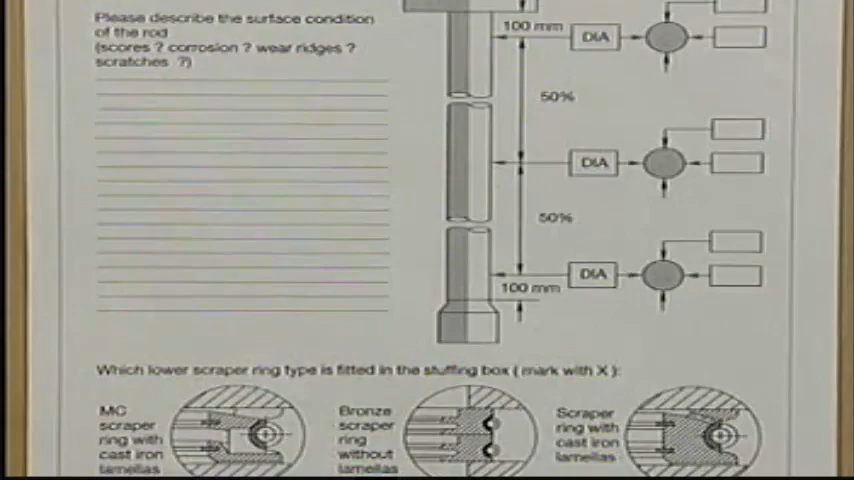 Please describe the surface condition
of the rod
(scores ? corrosion ? wear ridges ?
scratches ?)
100 mm
DIA
50%
DIA
50%
DIA
100 mm
Which lower scraper ring type is fitted in the stuffing box ( mark with X ):
MC
scraper
ring with
cast iron
lamellas
Bronze
scraper
ring
without
lamellas
Scraper
ring with
cast iron
lamellas